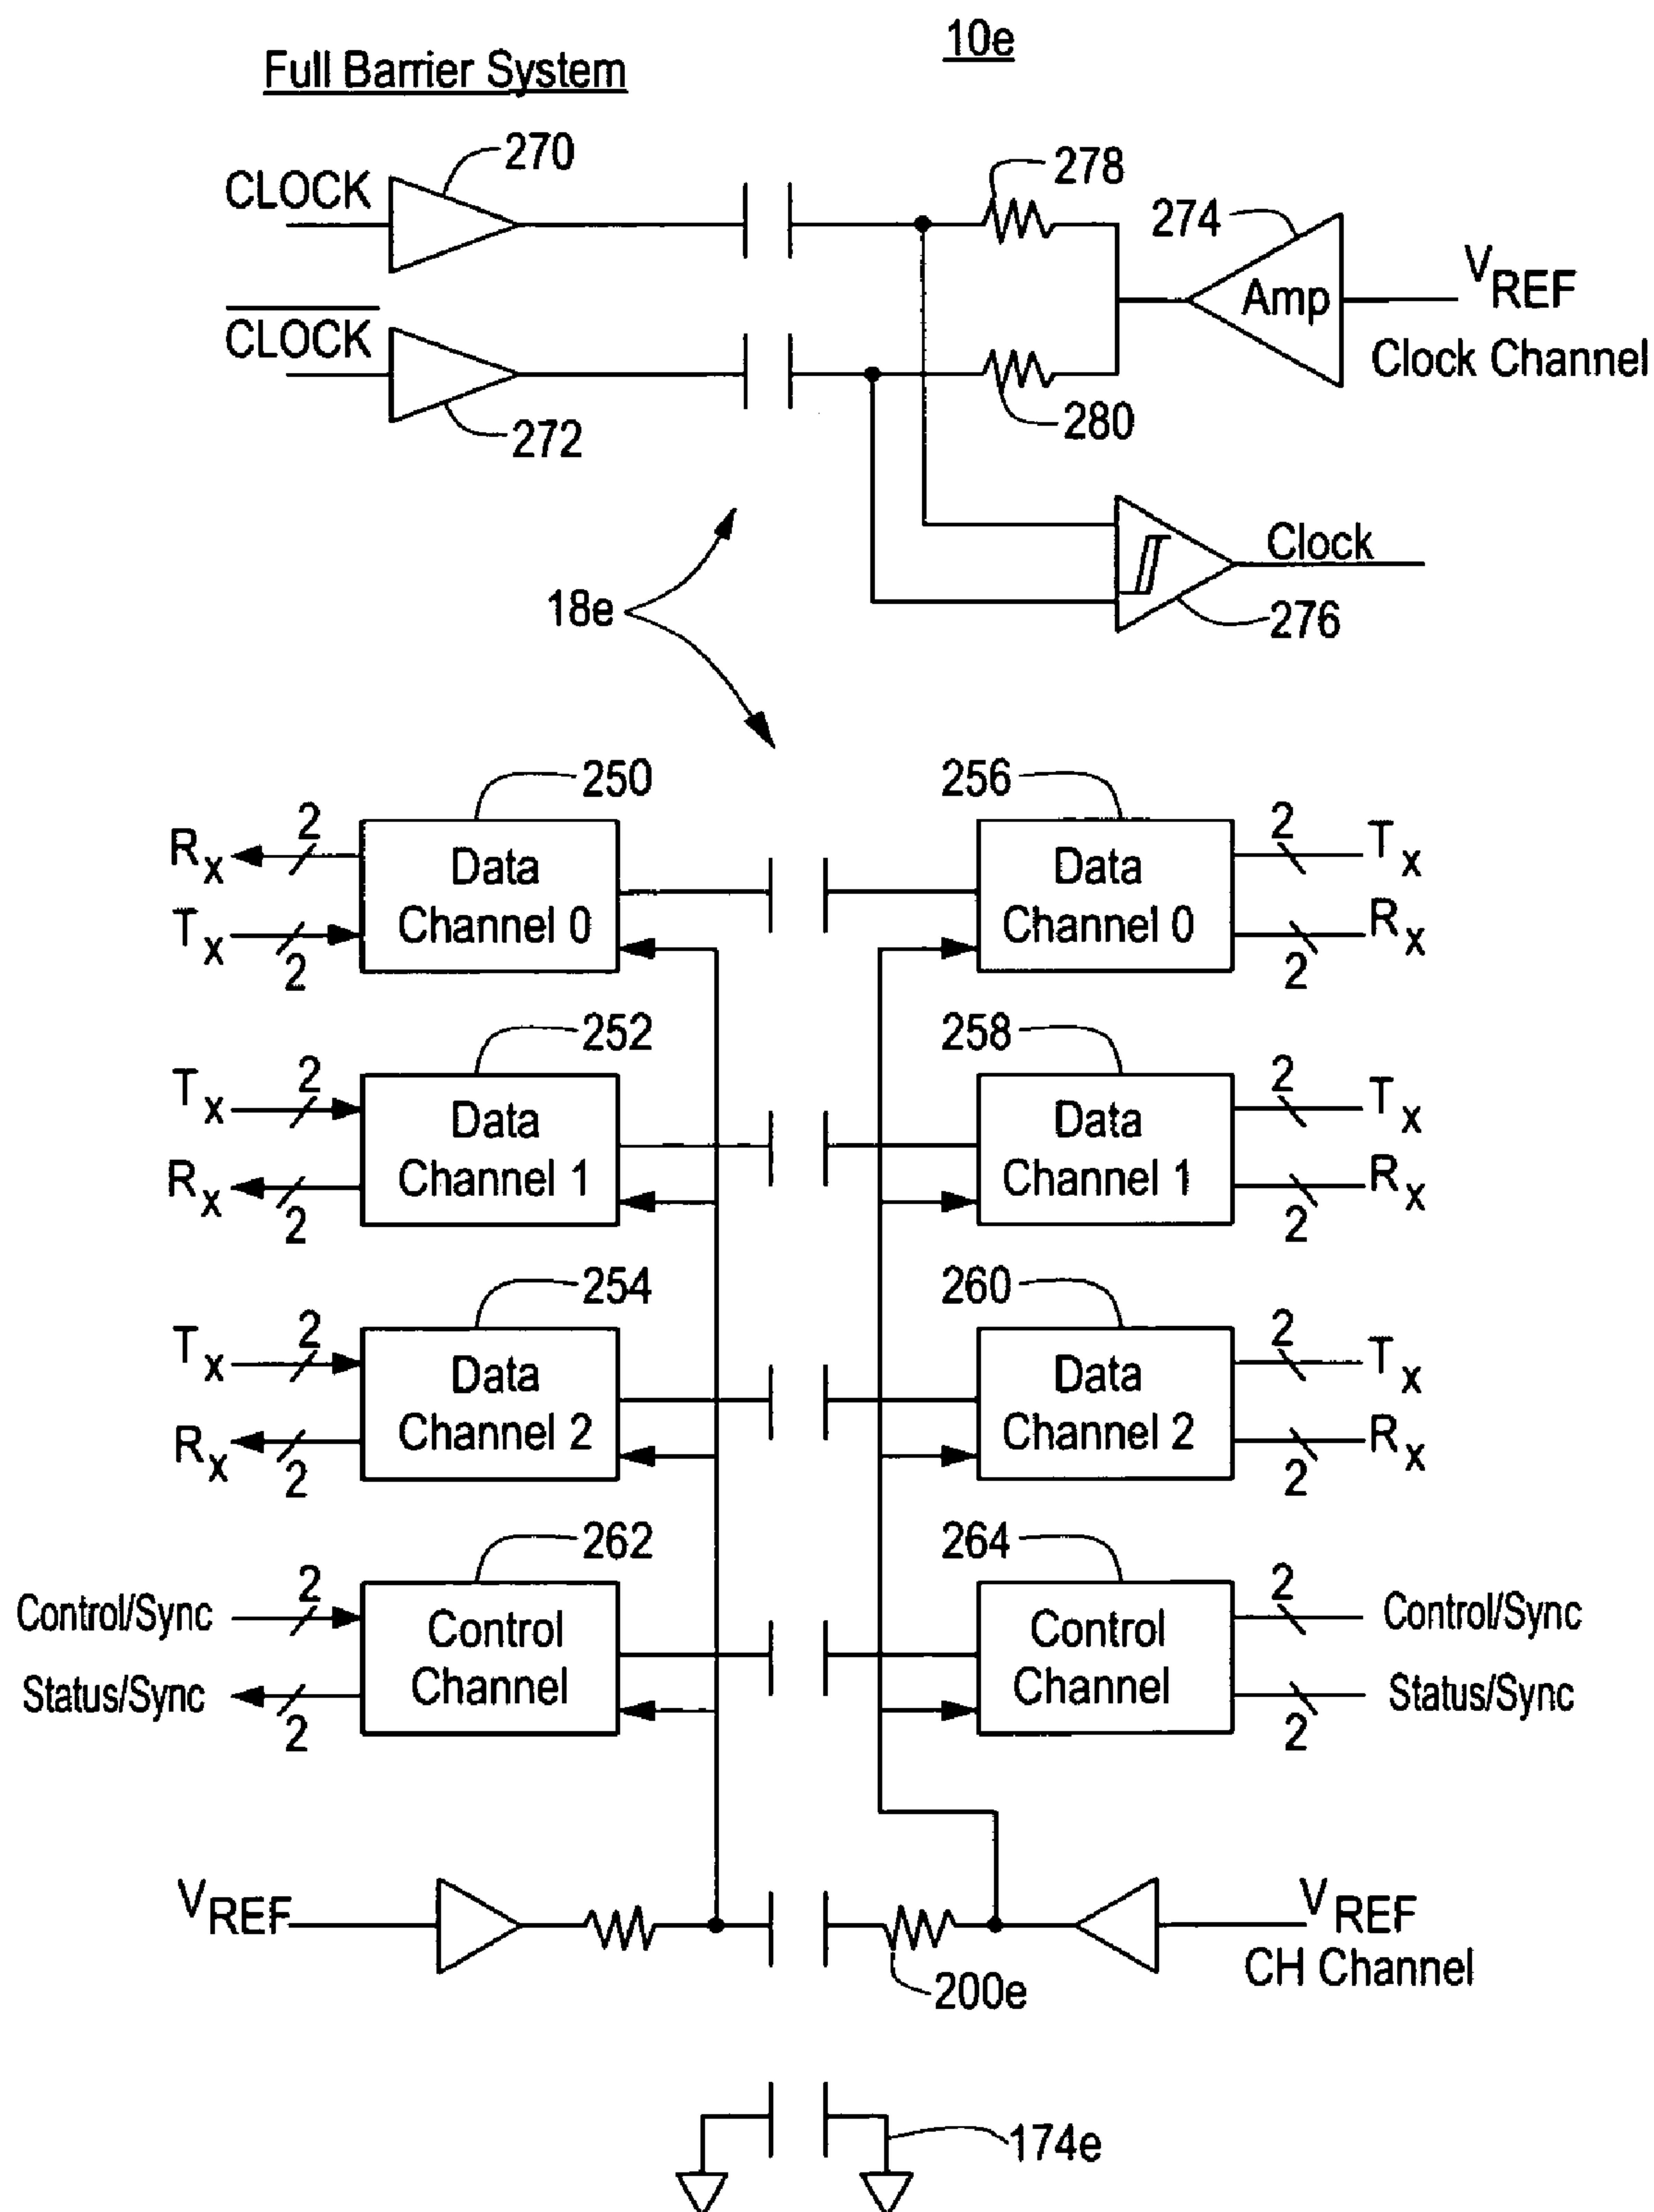 10e
Full Barrier System
270
CLOCK
278
274
Amp
VREF
Clock Channel
CLOCK
272
280
Clock
276
18e
250
256
Rx
2
Data
Channel 0
Data
Channel 0
2
Tx
Tx
2
2
Rx
252
258
Tx
2
Data
Channel 1
Data
Channel 1
2
Tx
Rx
2
2
Rx
254
260
Tx
2
Data
Channel 2
Data
Channel 2
2
Tx
Rx
2
2
Rx
262
264
Control/Sync
2
Control
Channel
Control
Channel
2
Control/Sync
Status/Sync
2
2
Status/Sync
VREF
VREF
CH Channel
200e
174e